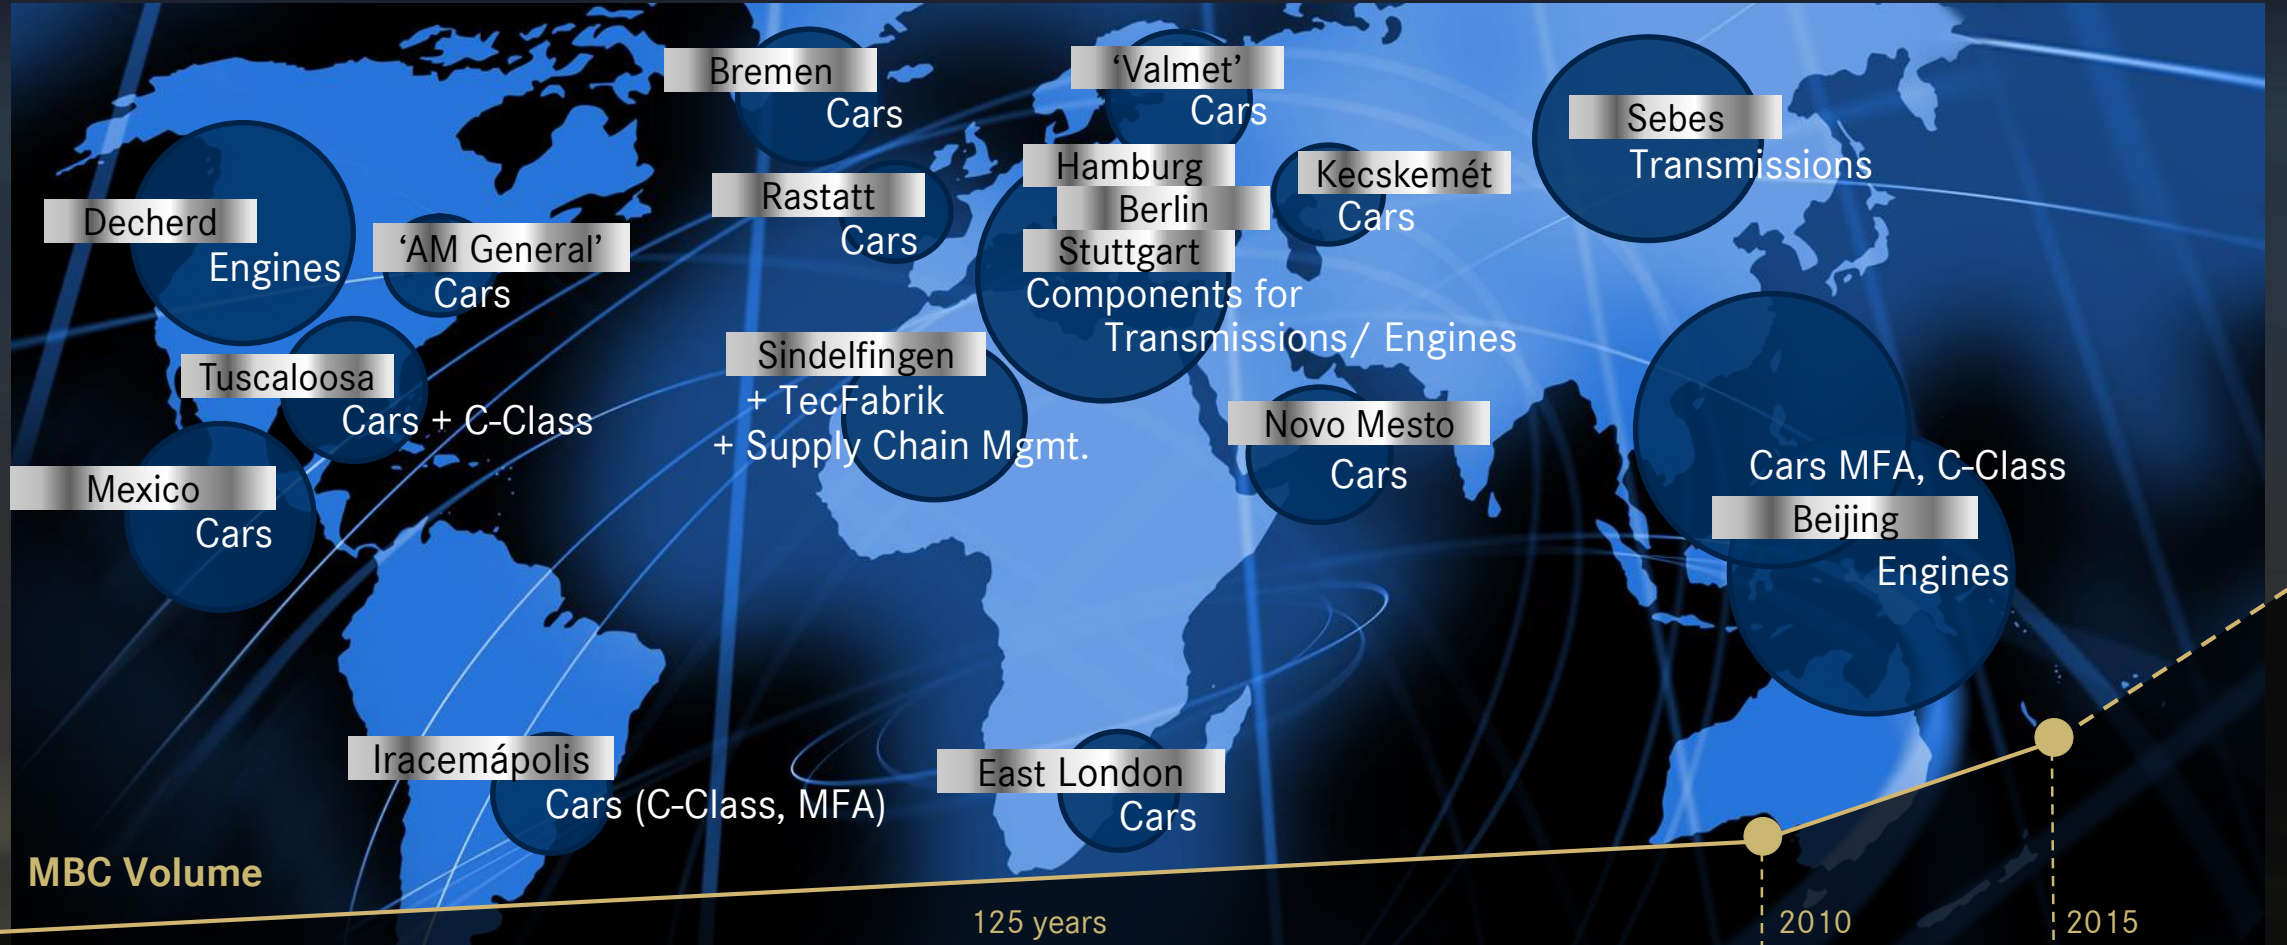 Bremen
Cars
‘Valmet’
Cars
Sebes
Transmissions
Hamburg
Berlin
Stuttgart
Components for
Transmissions/ Engines
Kecskemét
Cars
Rastatt
Cars
Decherd
Engines
‘AM General’
Cars
Tuscaloosa
Cars + C-Class
Sindelfingen
+ TecFabrik
+ Supply Chain Mgmt.
Novo Mesto
Cars
Mexico
Cars
Cars MFA, C-Class
Beijing
Engines
Iracemápolis
Cars (C-Class, MFA)
East London
Cars
MBC Volume
125 years
2010
2015